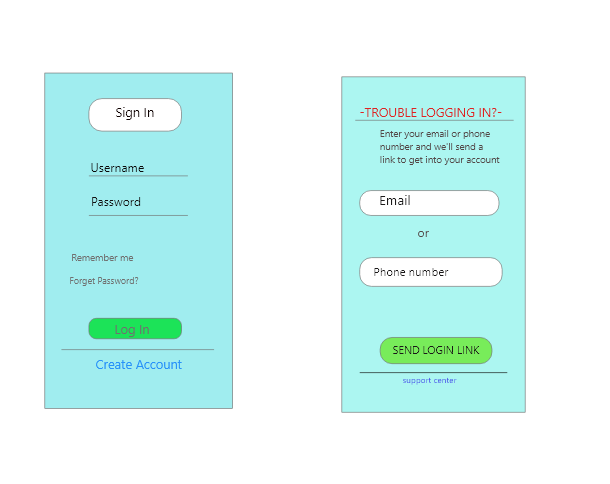 Sign In
Username
Password
Remember me
Forget Password?
Log In
Create Account
-TROUBLE LOGGING IN?-
Enter your email or phone
number and we'll send a
link to get into your account
Email
or
Phone number
SEND LOGIN LINK
support center